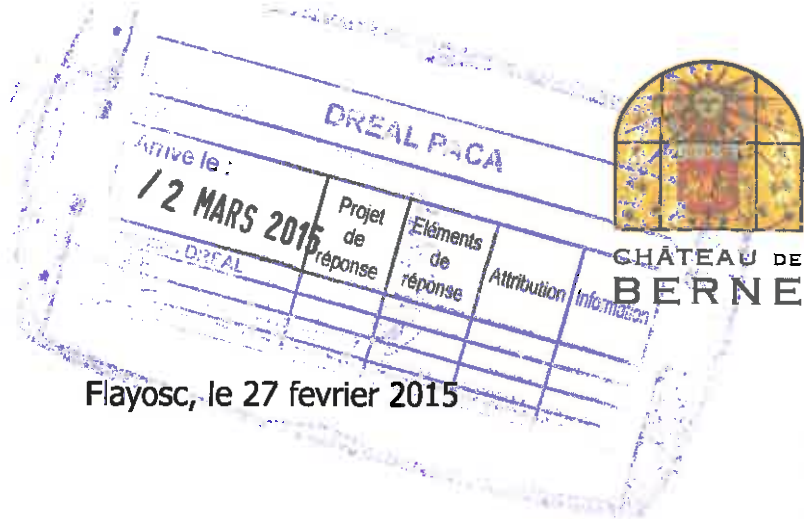 DREAL PACA
Arrive le :
/ 2 MARS 2015
Projet de réponse
Eléments de réponse
Attribution
Information
DREAL
CHÂTEAU DE
BERNE
Flayosc, le 27 fevrier 2015